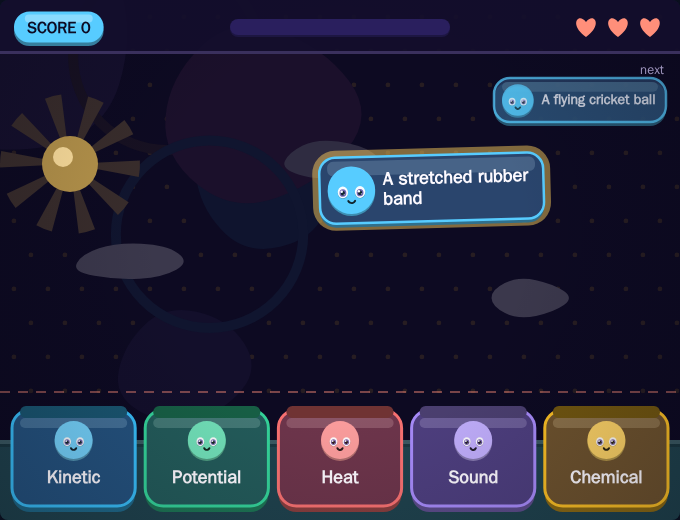 SCORE 0
next
A flying cricket ball
A stretched rubber
band
Kinetic
Potential
Heat
Sound
Chemical